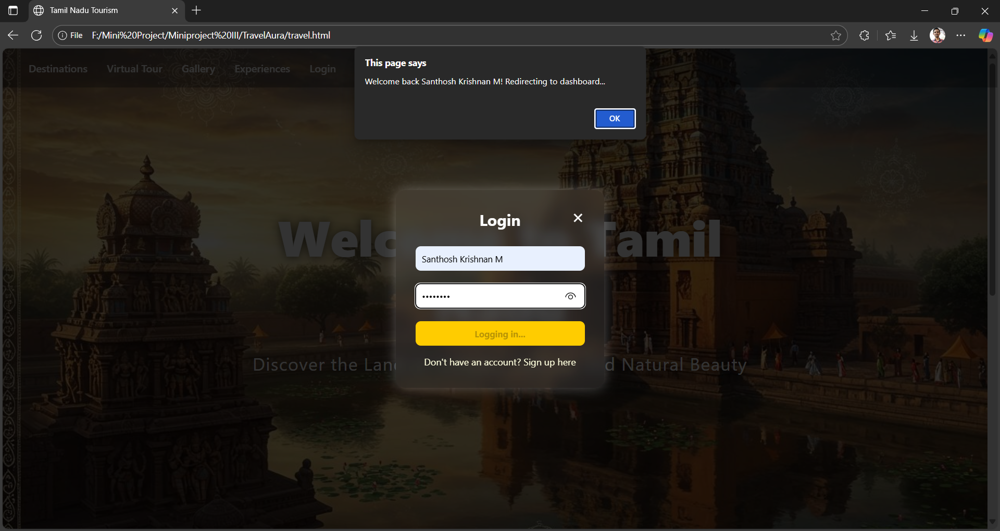 Tamil Nadu Tourism
File F:/Mini%20Project/Miniproject%20III/TravelAura/travel.html
Destinations Virtual Tour Gallery Experiences Login
This page says
Welcome back Santhosh Krishnan M! Redirecting to dashboard...
OK
Login
Santhosh Krishnan M
Logging in...
Don't have an account? Sign up here
Tamil
Discover the
Natural Beauty